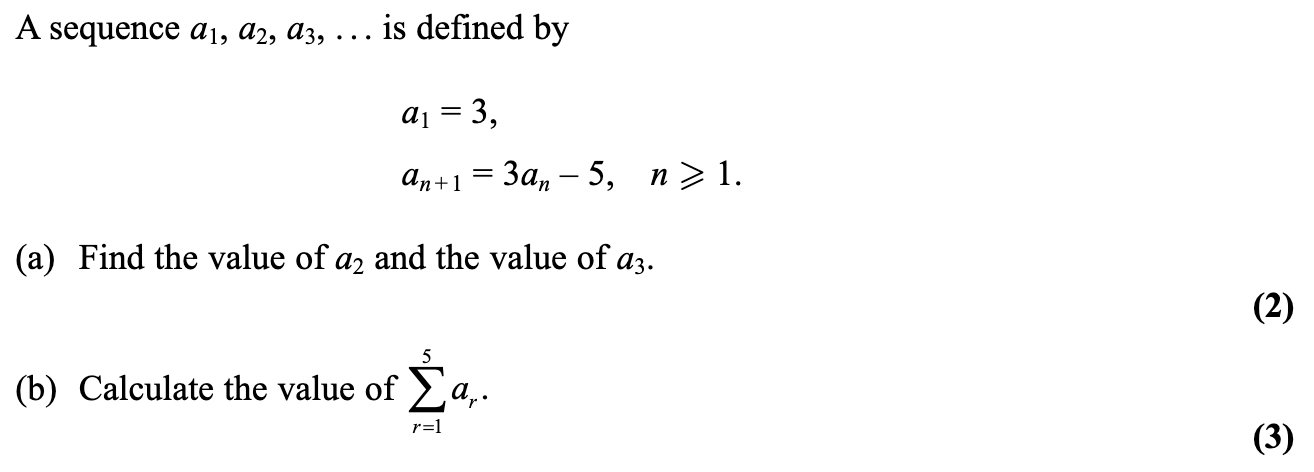 A sequence a₁, a₂, a₃, ... is defined by
a₁ = 3,
aₙ₊₁ = 3aₙ – 5, n ⩾ 1.
(a) Find the value of a₂ and the value of a₃.
(2)
(b) Calculate the value of ∑_{r=1}^{5} aᵣ.
(3)